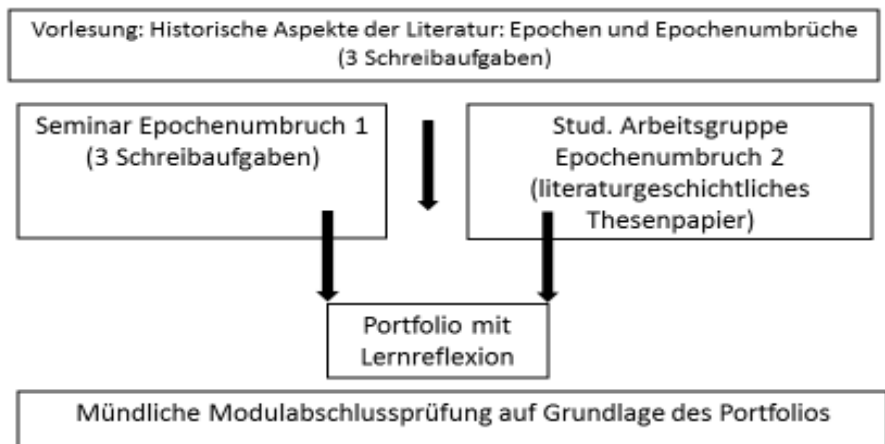 Vorlesung: Historische Aspekte der Literatur: Epochen und Epochenumbrüche
(3 Schreibaufgaben)
Seminar Epochenumbruch 1
(3 Schreibaufgaben)
Stud. Arbeitsgruppe
Epochenumbruch 2
(literaturgeschichtliches
Thesenpapier)
Portfolio mit
Lernreflexion
Mündliche Modulabschlussprüfung auf Grundlage des Portfolios